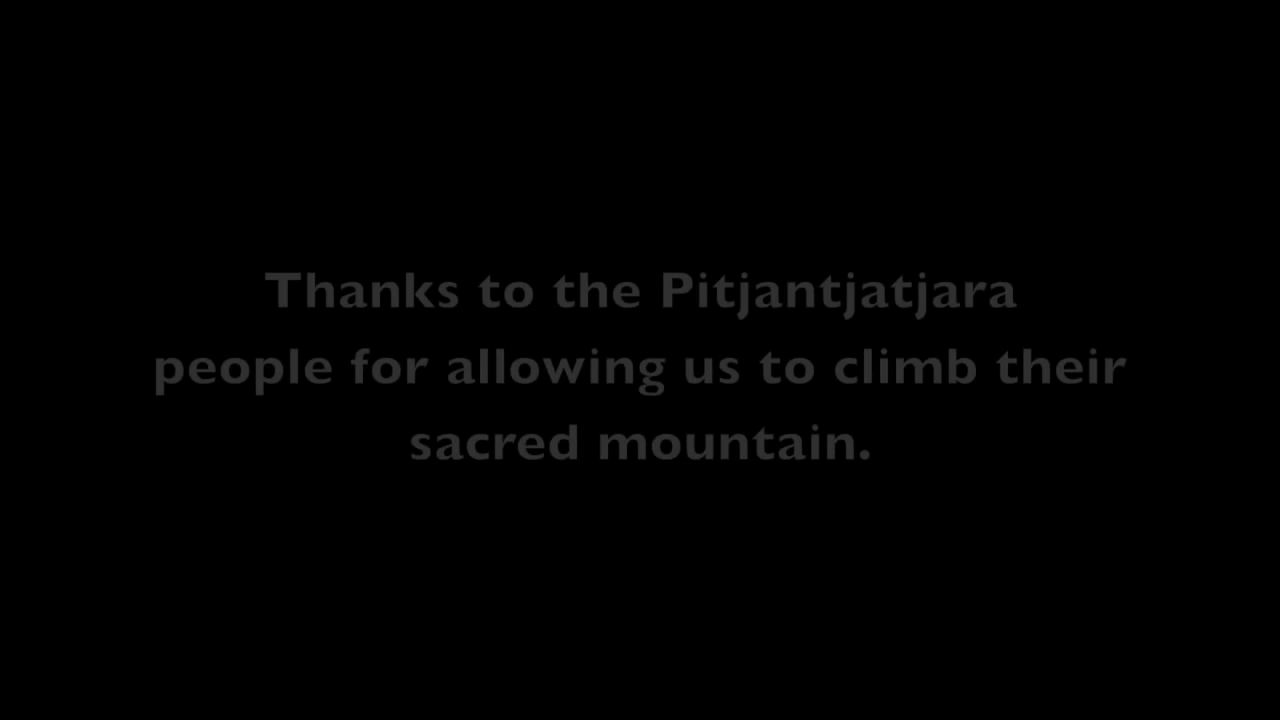 Thanks to the Pitjantjatjara
people for allowing us to climb their
sacred mountain.